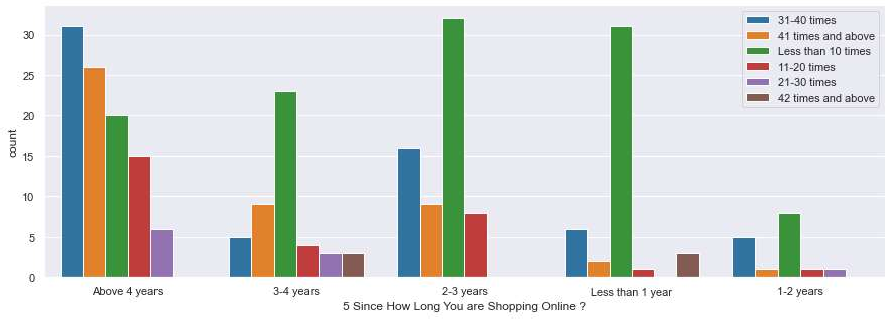 31-40 times
41 times and above
Less than 10 times
11-20 times
21-30 times
42 times and above
count
30
25
20
15
10
5
0
Above 4 years 3-4 years 2-3 years Less than 1 year 1-2 years
5 Since How Long You are Shopping Online ?